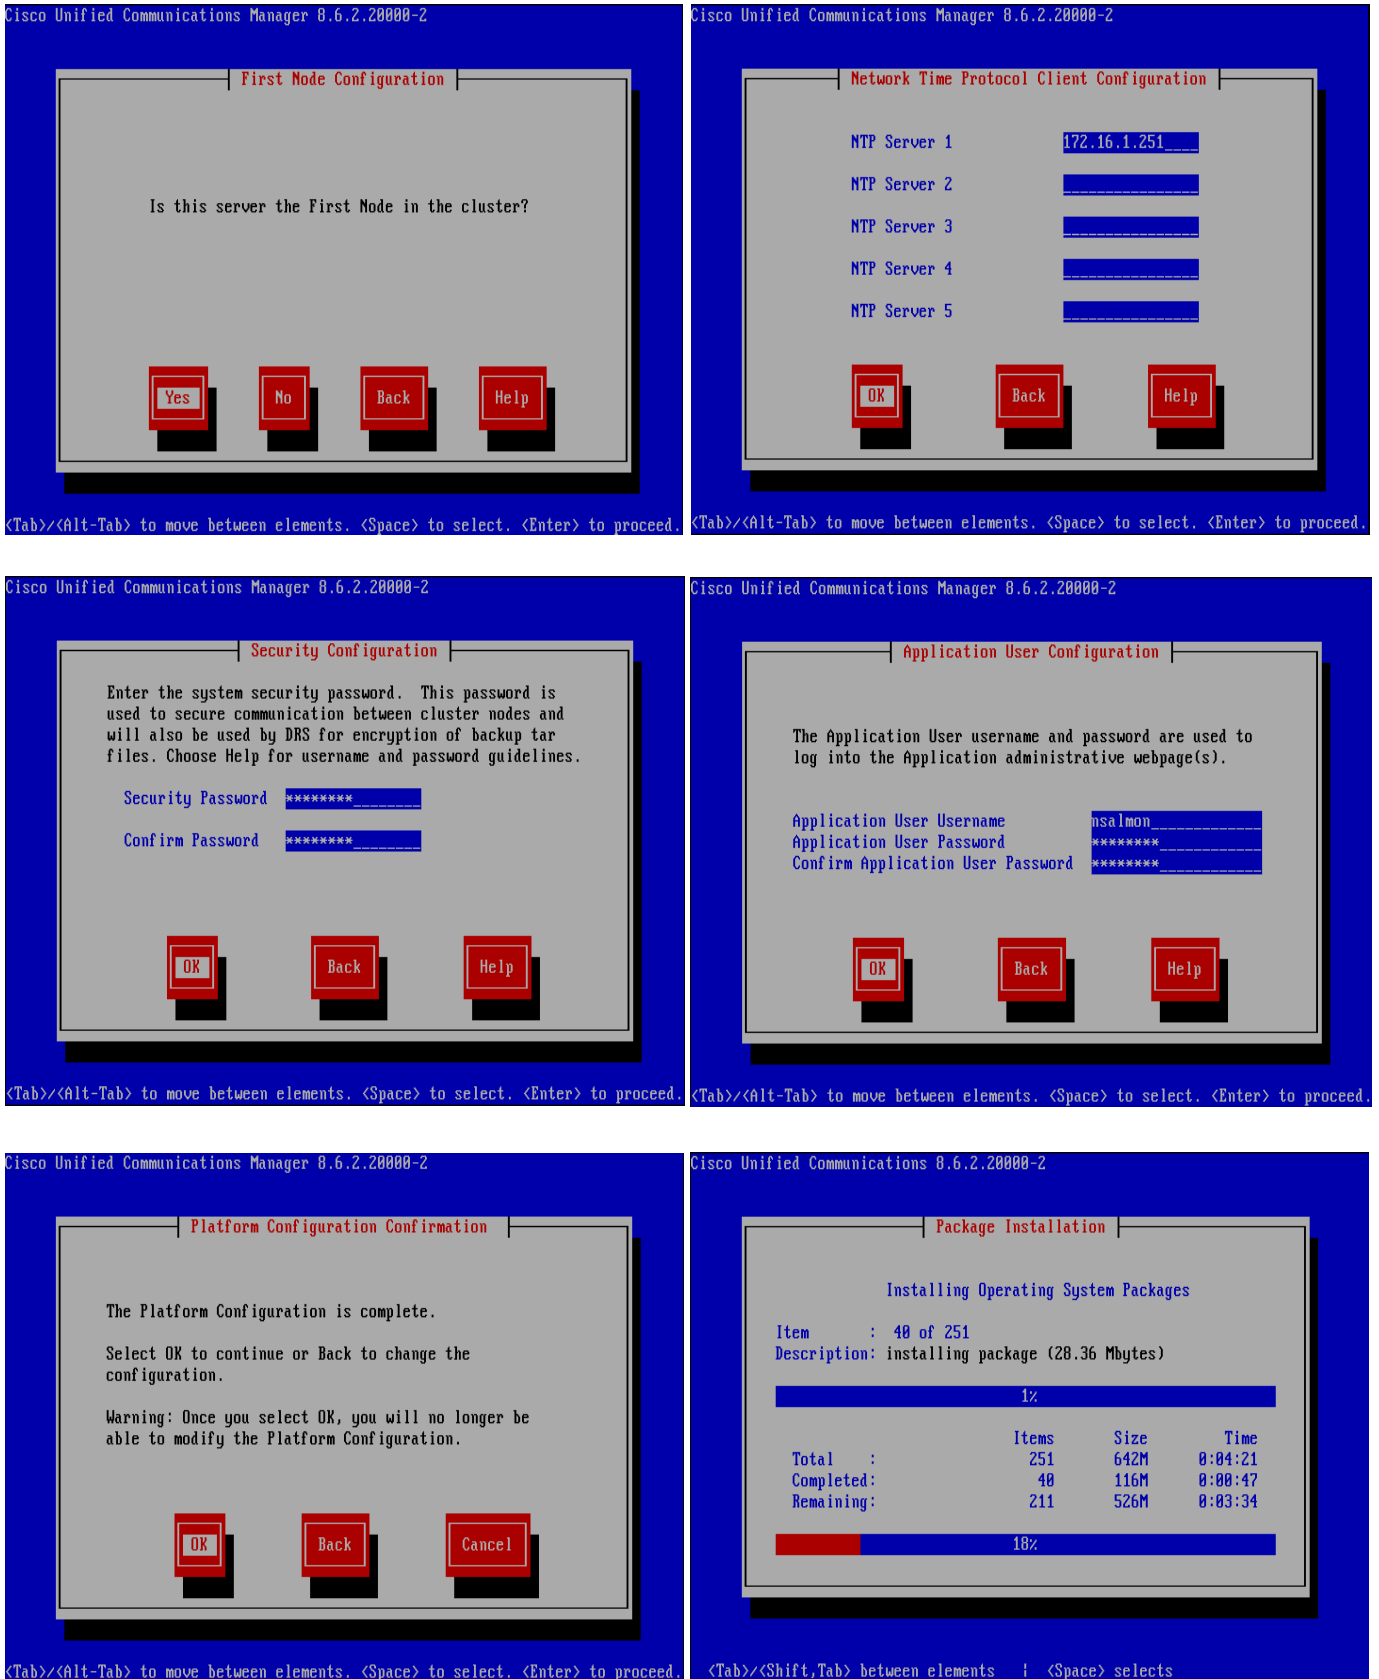 Cisco Unified Communications Manager 8.6.2.20000-2
First Node Configuration
Is this server the First Node in the cluster?
Yes No Back Help
<Tab>/<Alt-Tab> to move between elements. <Space> to select. <Enter> to proceed.
Cisco Unified Communications Manager 8.6.2.20000-2
Network Time Protocol Client Configuration
NTP Server 1 172.16.1.251____
NTP Server 2 ________________
NTP Server 3 ________________
NTP Server 4 ________________
NTP Server 5 ________________
OK Back Help
<Tab>/<Alt-Tab> to move between elements. <Space> to select. <Enter> to proceed.
Cisco Unified Communications Manager 8.6.2.20000-2
Security Configuration
Enter the system security password. This password is
used to secure communication between cluster nodes and
will also be used by DRS for encryption of backup tar
files. Choose Help for username and password guidelines.
Security Password ********________
Confirm Password ********________
OK Back Help
<Tab>/<Alt-Tab> to move between elements. <Space> to select. <Enter> to proceed.
Cisco Unified Communications Manager 8.6.2.20000-2
Application User Configuration
The Application User username and password are used to
log into the Application administrative webpage(s).
Application User Username nsalmon_____________
Application User Password ********____________
Confirm Application User Password ********____________
OK Back Help
<Tab>/<Alt-Tab> to move between elements. <Space> to select. <Enter> to proceed.
Cisco Unified Communications Manager 8.6.2.20000-2
Platform Configuration Confirmation
The Platform Configuration is complete.
Select OK to continue or Back to change the
configuration.
Warning: Once you select OK, you will no longer be
able to modify the Platform Configuration.
OK Back Cancel
<Tab>/<Alt-Tab> to move between elements. <Space> to select. <Enter> to proceed.
Cisco Unified Communications 8.6.2.20000-2
Package Installation
Installing Operating System Packages
Item : 40 of 251
Description: installing package (28.36 Mbytes)
1%
Items Size Time
Total : 251 642M 0:04:21
Completed: 40 116M 0:00:47
Remaining: 211 526M 0:03:34
18%
<Tab>/<Shift,Tab> between elements | <Space> selects